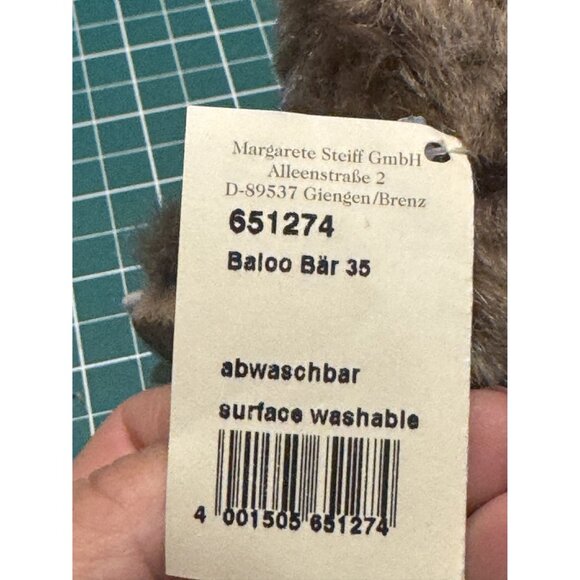 Margarete Steiff GmbH
Alleenstraße 2
D-89537 Giengen/Brenz
651274
Baloo Bär 35
abwaschbar
surface washable
4 001505 651274